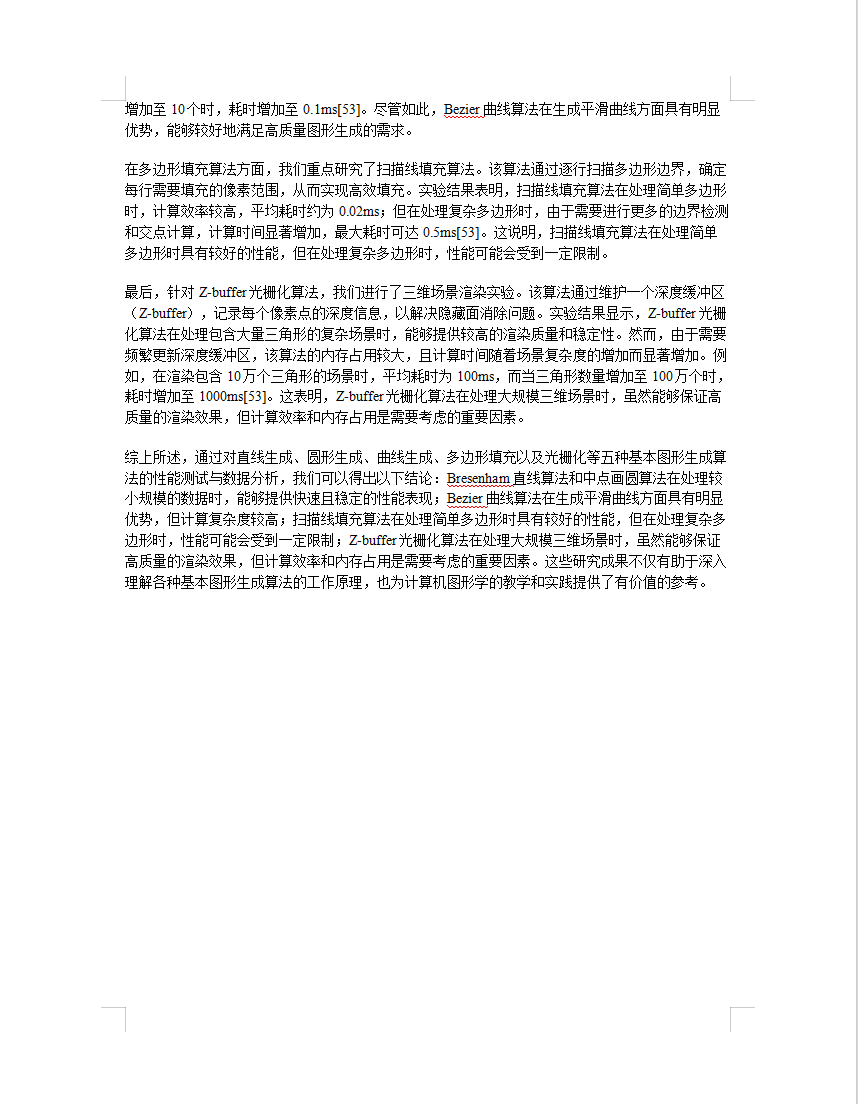 增加至 10个时，耗时增加至 0.1ms[53]。尽管如此，Bezier 曲线算法在生成平滑曲线方面具有明显
优势，能够较好地满足高质量图形生成的需求。
在多边形填充算法方面，我们重点研究了扫描线填充算法。该算法通过逐行扫描多边形边界，确定
每行需要填充的像素范围，从而实现高效填充。实验结果表明，扫描线填充算法在处理简单多边形
时，计算效率较高，平均耗时约为 0.02ms；但在处理复杂多边形时，由于需要进行更多的边界检测
和交点计算，计算时间显著增加，最大耗时可达 0.5ms[53]。这说明，扫描线填充算法在处理简单
多边形时具有较好的性能，但在处理复杂多边形时，性能可能会受到一定限制。
最后，针对 Z-buffer 光栅化算法，我们进行了三维场景渲染实验。该算法通过维护一个深度缓冲区
（Z-buffer），记录每个像素点的深度信息，以解决隐藏面消除问题。实验结果显示，Z-buffer 光栅
化算法在处理包含大量三角形的复杂场景时，能够提供较高的渲染质量和稳定性。然而，由于需要
频繁更新深度缓冲区，该算法的内存占用较大，且计算时间随着场景复杂度的增加而显著增加。例
如，在渲染包含 10万个三角形的场景时，平均耗时为 100ms，而当三角形数量增加至 100万个时，
耗时增加至 1000ms[53]。这表明，Z-buffer 光栅化算法在处理大规模三维场景时，虽然能够保证高
质量的渲染效果，但计算效率和内存占用是需要考虑的重要因素。
综上所述，通过对直线生成、圆形生成、曲线生成、多边形填充以及光栅化等五种基本图形生成算
法的性能测试与数据分析，我们可以得出以下结论：Bresenham 直线算法和中点画圆算法在处理较
小规模的数据时，能够提供快速且稳定的性能表现；Bezier 曲线算法在生成平滑曲线方面具有明显
优势，但计算复杂度较高；扫描线填充算法在处理简单多边形时具有较好的性能，但在处理复杂多
边形时，性能可能会受到一定限制；Z-buffer 光栅化算法在处理大规模三维场景时，虽然能够保证
高质量的渲染效果，但计算效率和内存占用是需要考虑的重要因素。这些研究成果不仅有助于深入
理解各种基本图形生成算法的工作原理，也为计算机图形学的教学和实践提供了有价值的参考。